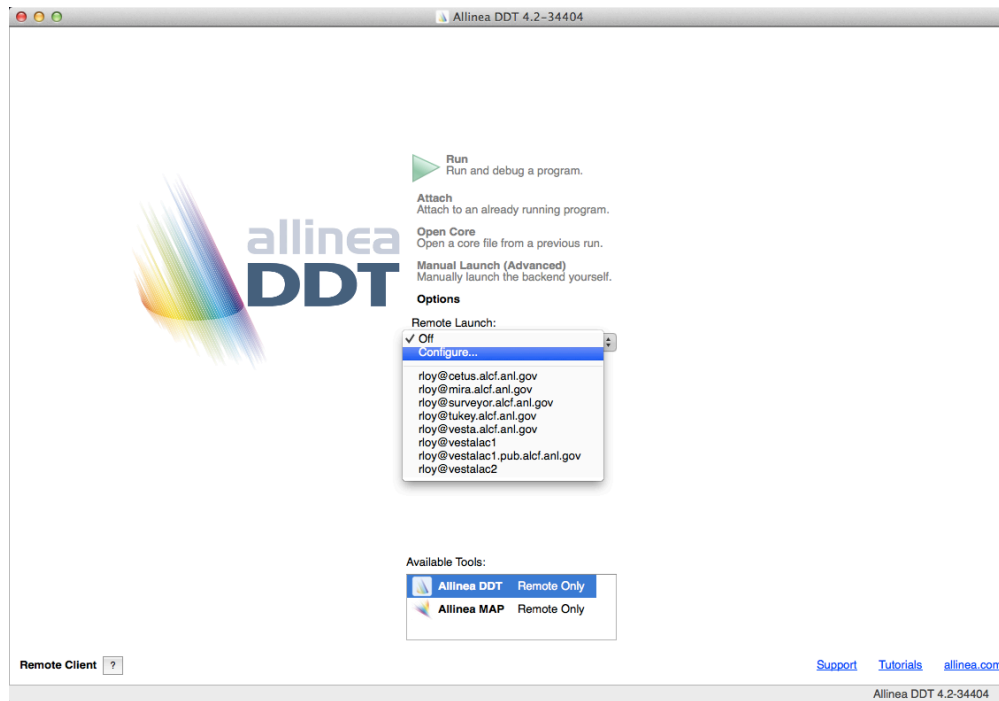 Allinea DDT 4.2-34404
Run
Run and debug a program.
Attach
Attach to an already running program.
allinea
DDT
Open Core
Open a core file from a previous run.
Manual Launch (Advanced)
Manually launch the backend yourself.
Options
Remote Launch:
✓ Off
Configure...
rloy@cetus.alcf.anl.gov
rloy@mira.alcf.anl.gov
rloy@surveyor.alcf.anl.gov
rloy@tukey.alcf.anl.gov
rloy@vesta.alcf.anl.gov
rloy@vestalac1
rloy@vestalac1.pub.alcf.anl.gov
rloy@vestalac2
Available Tools:
Allinea DDT Remote Only
Allinea MAP Remote Only
Remote Client ?
Support Tutorials allinea.com
Allinea DDT 4.2-34404